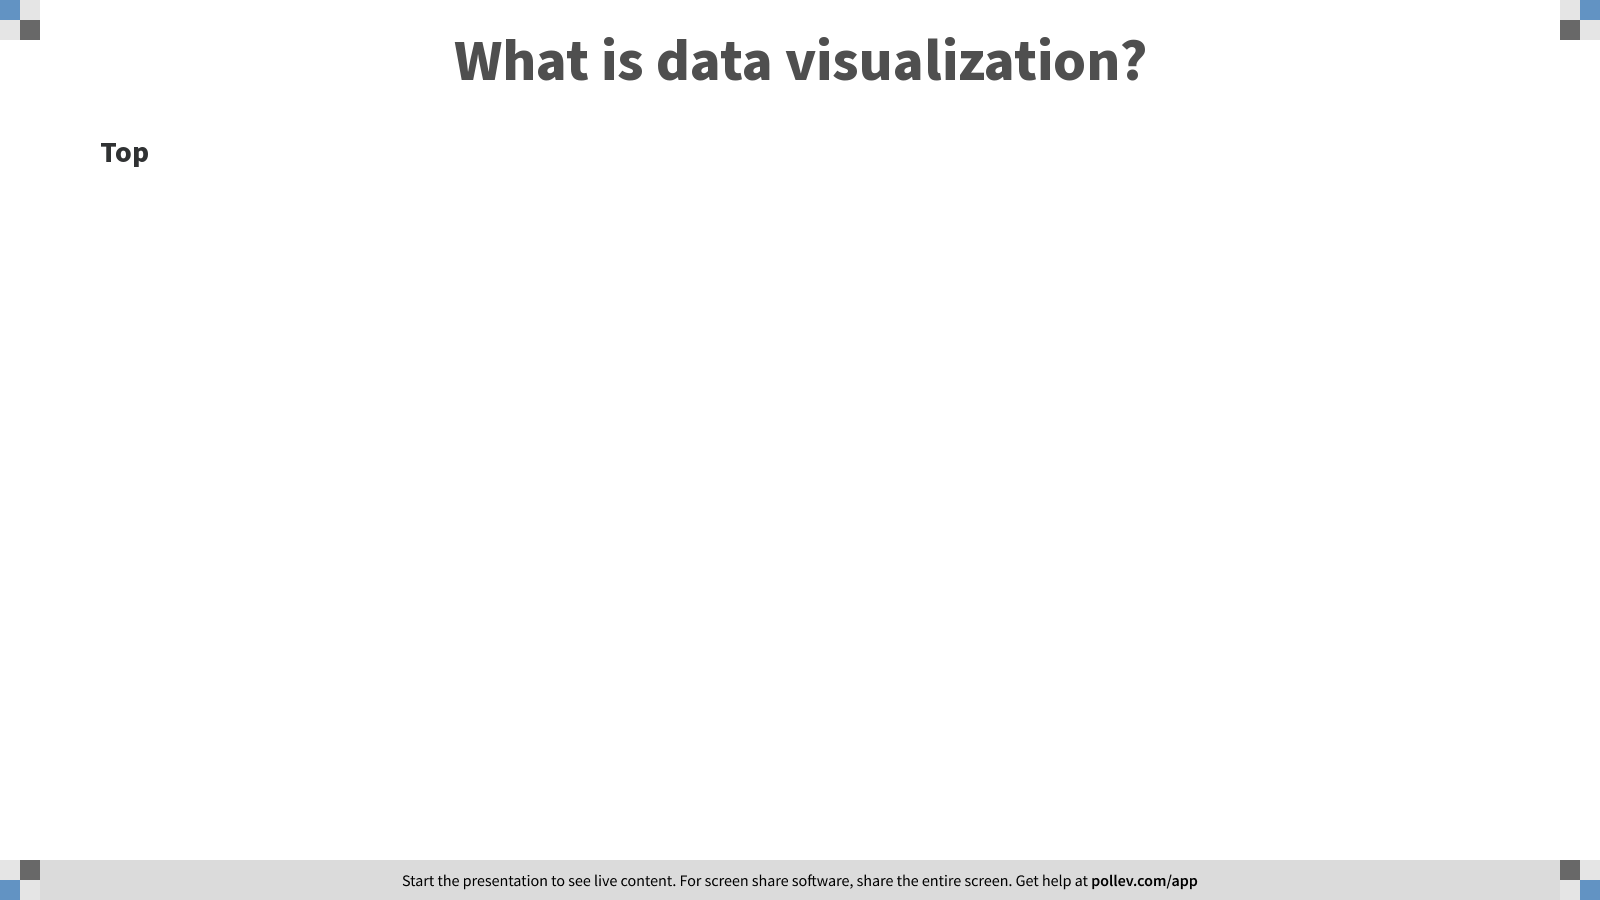 What is data visualization?
Top
Start the presentation to see live content. For screen share software, share the entire screen. Get help at pollev.com/app